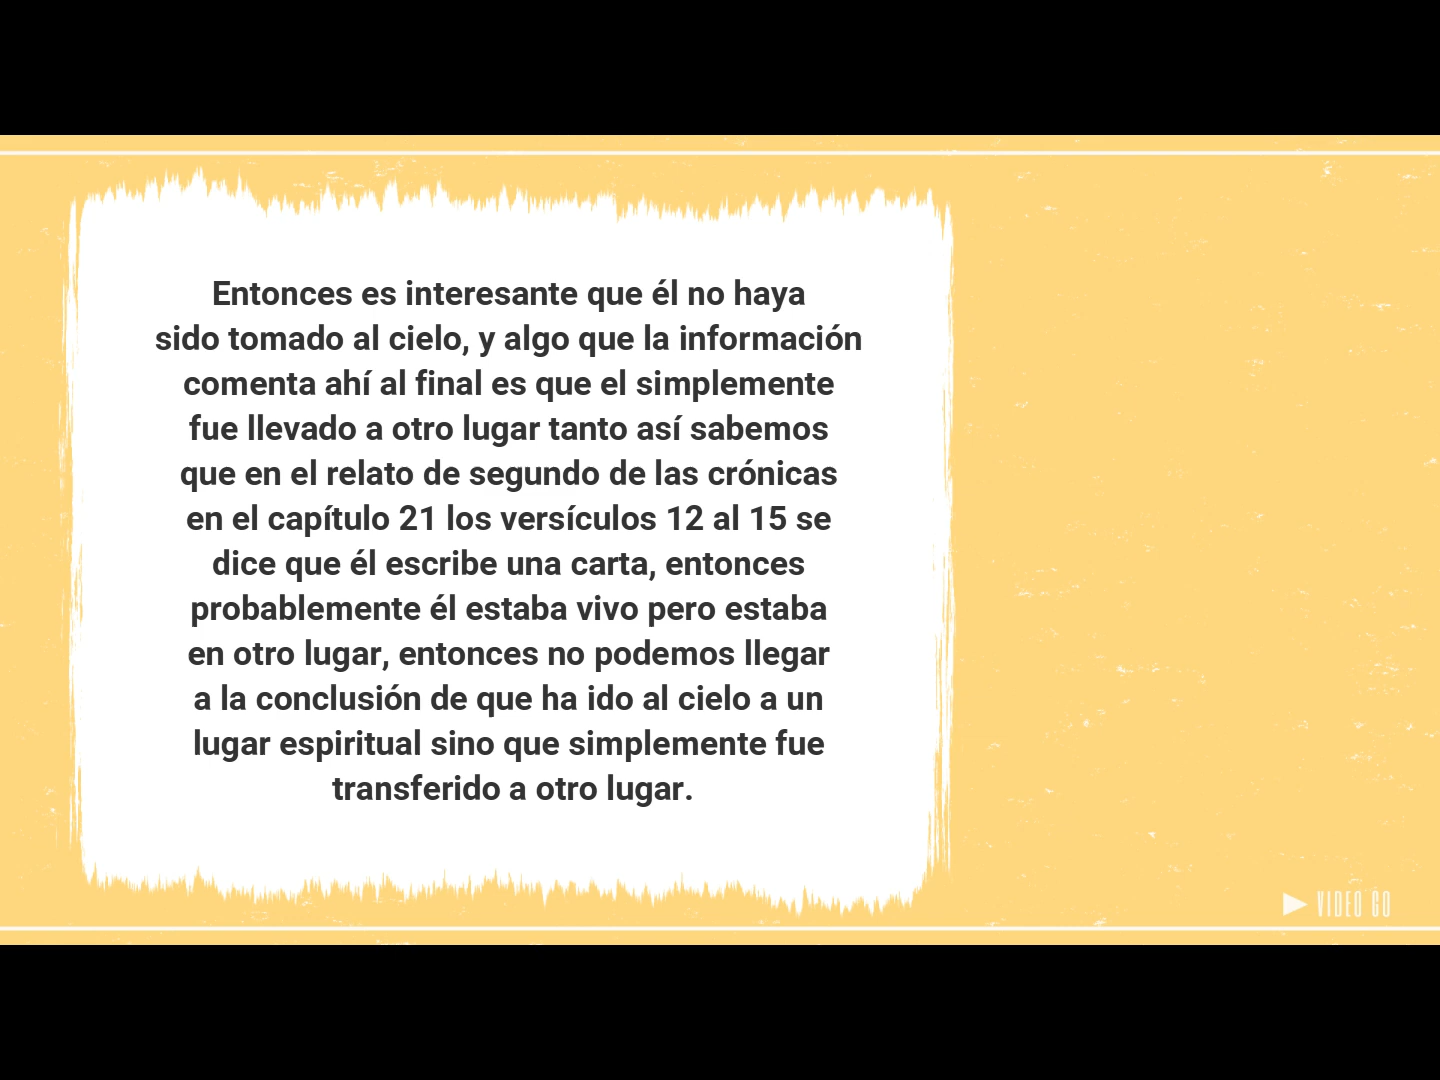 Entonces es interesante que él no haya
sido tomado al cielo, y algo que la información
comenta ahí al final es que el simplemente
fue llevado a otro lugar tanto así sabemos
que en el relato de segundo de las crónicas
en el capítulo 21 los versículos 12 al 15 se
dice que él escribe una carta, entonces
probablemente él estaba vivo pero estaba
en otro lugar, entonces no podemos llegar
a la conclusión de que ha ido al cielo a un
lugar espiritual sino que simplemente fue
transferido a otro lugar.
VIDEO GO